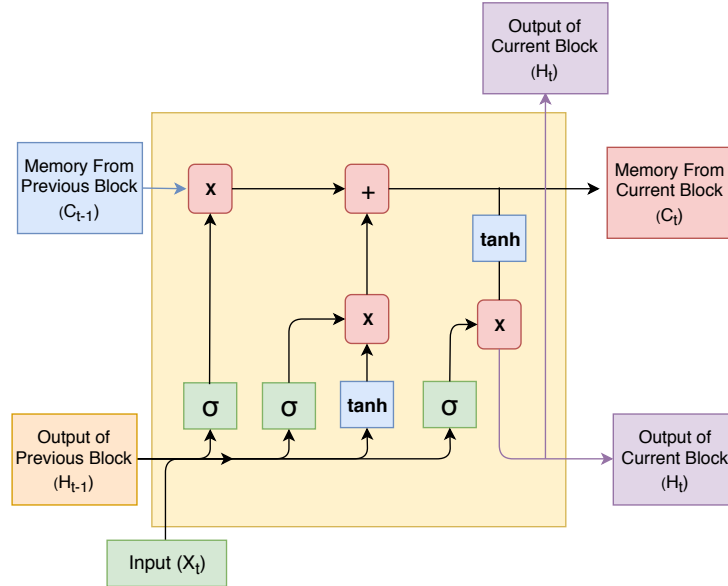 Output of
Current Block
(Ht)
Memory From
Previous Block
(Ct-1)
x
+
Memory From
Current Block
(Ct)
tanh
x
x
σ
σ
tanh
σ
Output of
Previous Block
(Ht-1)
Output of
Current Block
(Ht)
Input (Xt)